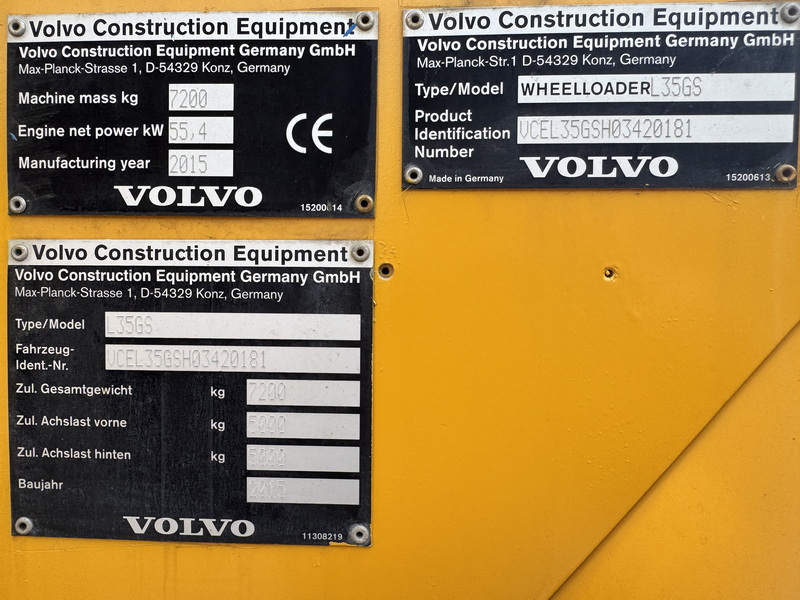 Volvo Construction Equipment
Volvo Construction Equipment Germany GmbH
Max-Planck-Strasse 1, D-54329 Konz, Germany
Machine mass kg 7200
Engine net power kW 55,4
Manufacturing year 2015
CE
VOLVO
Volvo Construction Equipment
Volvo Construction Equipment Germany GmbH
Max-Planck-Str.1 D-54329 Konz, Germany
Type/Model WHEELLOADER L35GS
Product
Identification VCEL35GSH03420181
Number
VOLVO
Made in Germany 15200613
Volvo Construction Equipment
Volvo Construction Equipment Germany GmbH
Max-Planck-Strasse 1, D-54329 Konz, Germany
Type/Model L35GS
Fahrzeug-
Ident.-Nr. VCEL35GSH03420181
Zul. Gesamtgewicht kg 7200
Zul. Achslast vorne kg
Zul. Achslast hinten kg
Baujahr 2015
VOLVO
11308219